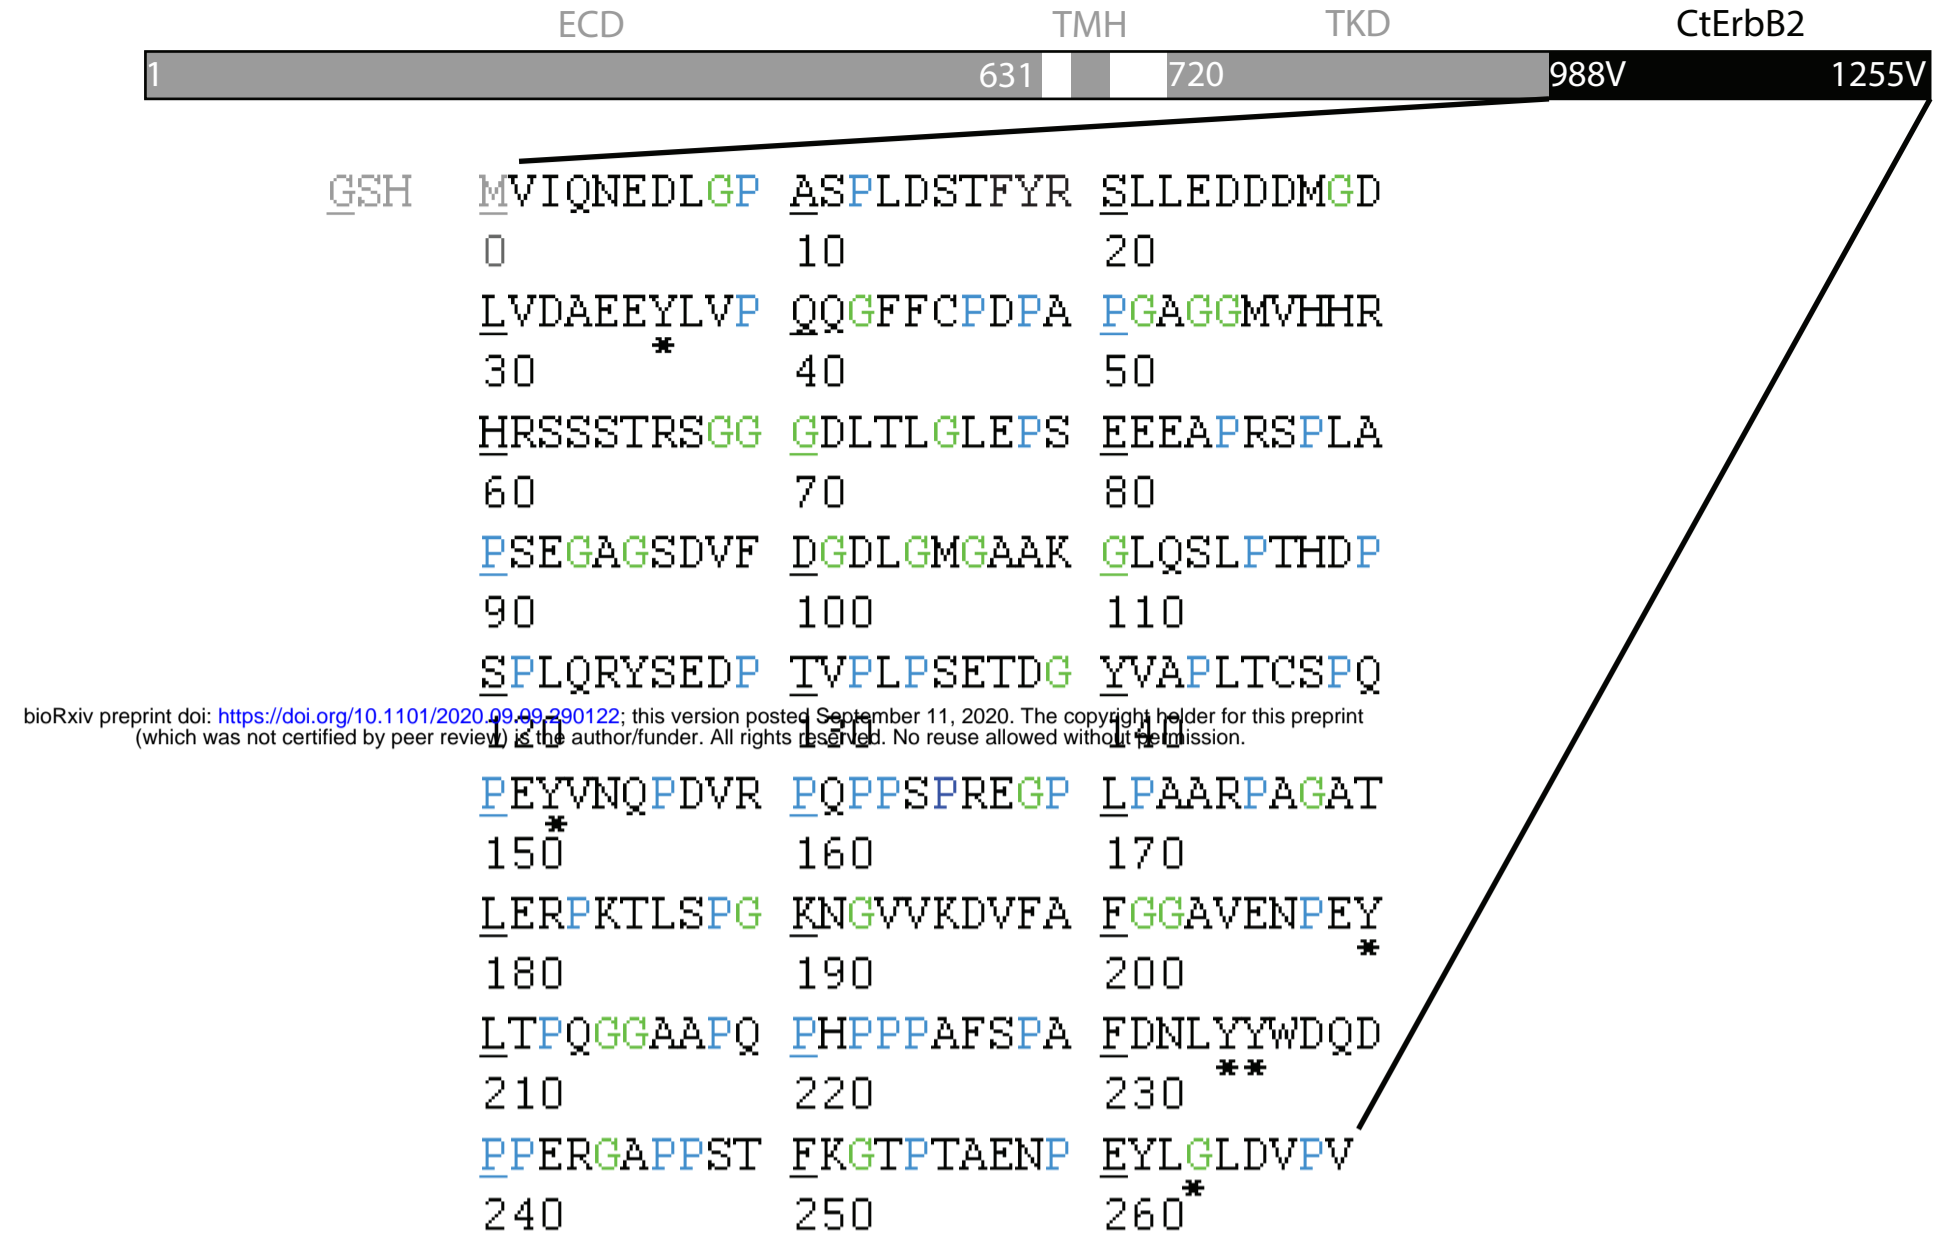 ECD TMH TKD CtErbB2
1 631 720 988V 1255V
GSH MVIQNEDLGP ASPLDSTFYR SLLEDDDMGD
0 10 20
LVDAEEYLVP QQGFFCPDPA PGAGGMVHHR
*
30 40 50
HRSSSTRSGG GDLTLGLEPS EEEAPRSPLA
60 70 80
PSEGAGSDVF DGDLGMGAAK GLQSLPTHDP
90 100 110
SPLQRYSEDP TVPLPSETDG YVAPLTCSPQ
bioRxiv preprint doi: https://doi.org/10.1101/2020.09.09.290122; this version posted September 11, 2020. The copyright holder for this preprint
(which was not certified by peer review) is the author/funder. All rights reserved. No reuse allowed without permission.
120 130 140
PEYVNQPDVR PQPPSPREGP LPAARPAGAT
*
150 160 170
LERPKTLSPG KNGVVKDVFA FGGAVENPEY
*
180 190 200
LTPQGGAAPQ PHPPPAFSPA FDNLYYWDQD
**
210 220 230
PPERGAPPST FKGTPTAENP EYLGLDVPV
*
240 250 260